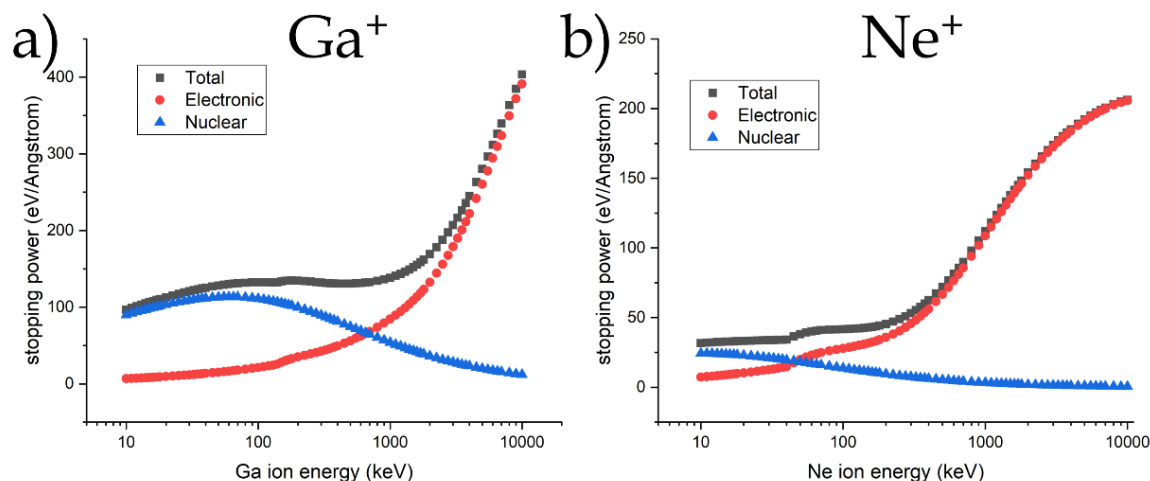 a)
Ga⁺
Total
Electronic
Nuclear
stopping power (eV/Angstrom)
400
300
200
100
0
10
100
1000
10000
Ga ion energy (keV)
b)
Ne⁺
Total
Electronic
Nuclear
stopping power (eV/Angstrom)
250
200
150
100
50
0
10
100
1000
10000
Ne ion energy (keV)